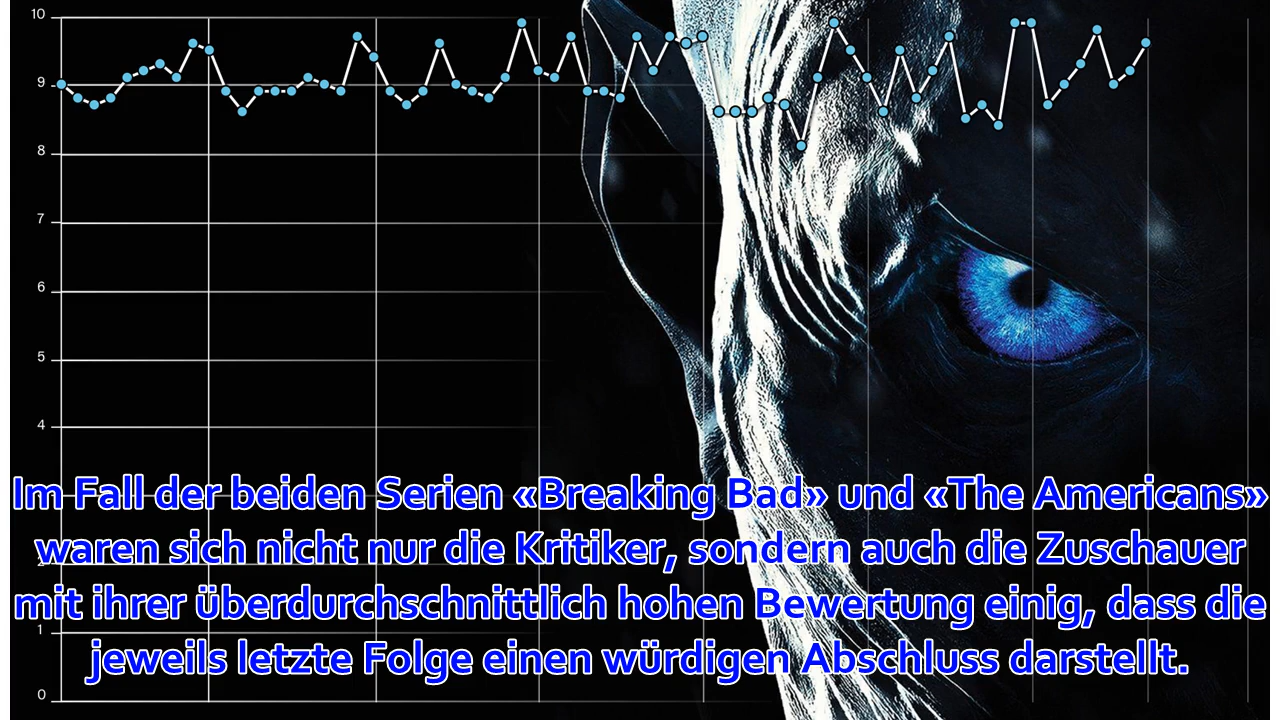 10
9
8
7
6
5
4
Im Fall der beiden Serien «Breaking Bad» und «The Americans»
waren sich nicht nur die Kritiker, sondern auch die Zuschauer
mit ihrer überdurchschnittlich hohen Bewertung einig, dass die
1
jeweils letzte Folge einen würdigen Abschluss darstellt.
0